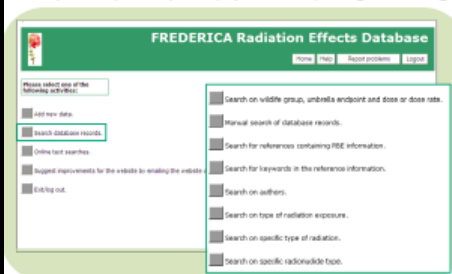 FREDERICA Radiation Effects Database
Home Help Report problems Logout
Please select one of the
following activities:
Add new data.
Search database records.
Online text searches.
Suggest improvements for the website by emailing the website
Exit/log out.
Search on wildlife group, umbrella endpoint and dose or dose rate.
Manual search of database records.
Search for references containing RBE information.
Search for keywords in the reference information.
Search on authors.
Search on type of radiation exposure.
Search on specific type of radiation.
Search on specific radionuclide type.